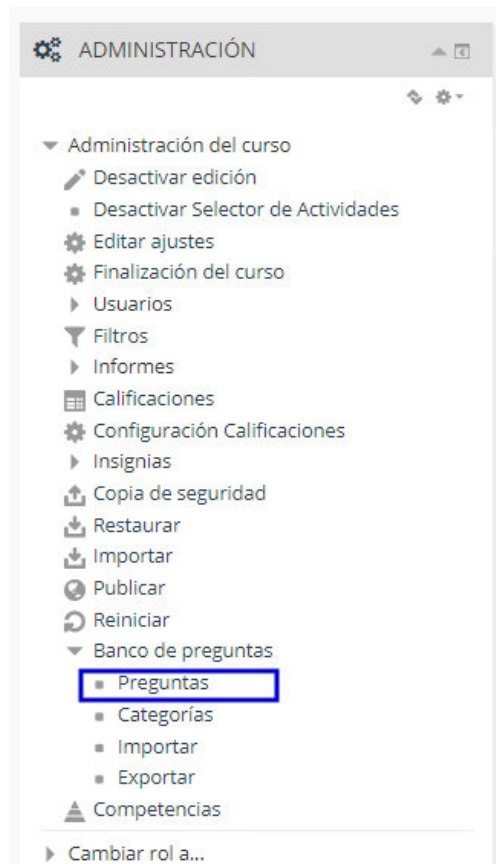 ADMINISTRACIÓN
Administración del curso
Desactivar edición
Desactivar Selector de Actividades
Editar ajustes
Finalización del curso
Usuarios
Filtros
Informes
Calificaciones
Configuración Calificaciones
Insignias
Copia de seguridad
Restaurar
Importar
Publicar
Reiniciar
Banco de preguntas
Preguntas
Categorías
Importar
Exportar
Competencias
Cambiar rol a...